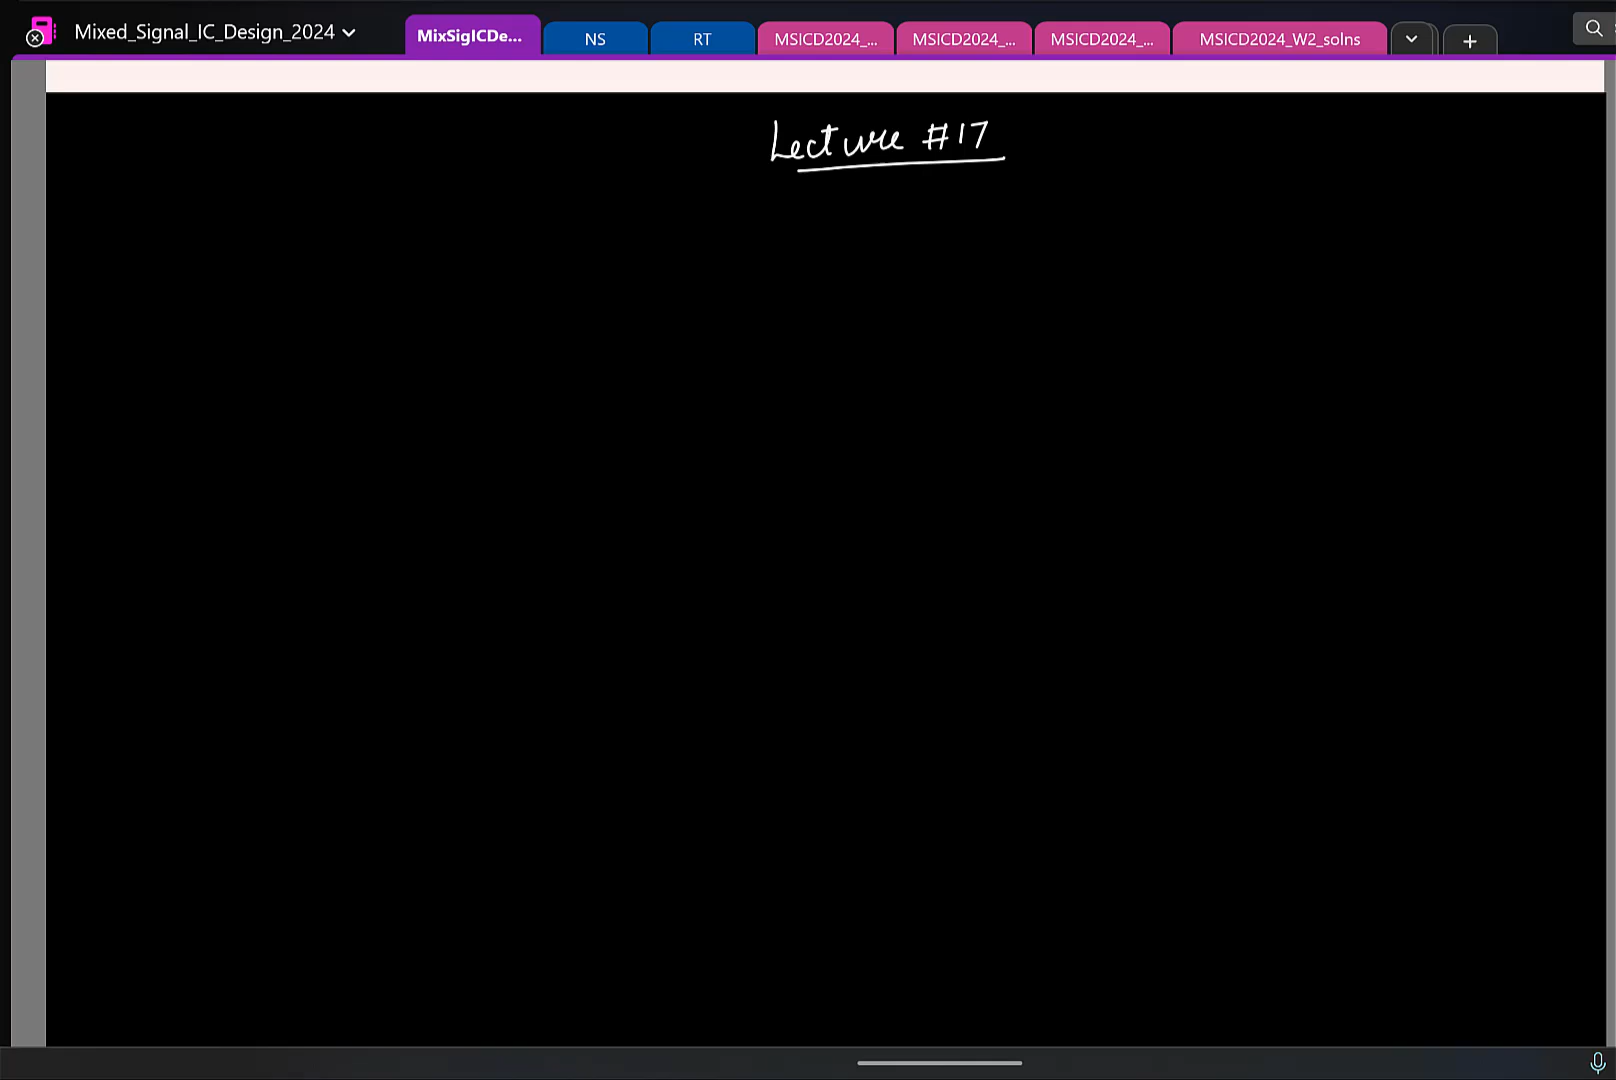 Mixed_Signal_IC_Design_2024
MixSigICDe...
NS
RT
MSICD2024_...
MSICD2024_...
MSICD2024_...
MSICD2024_W2_solns
Lecture #17